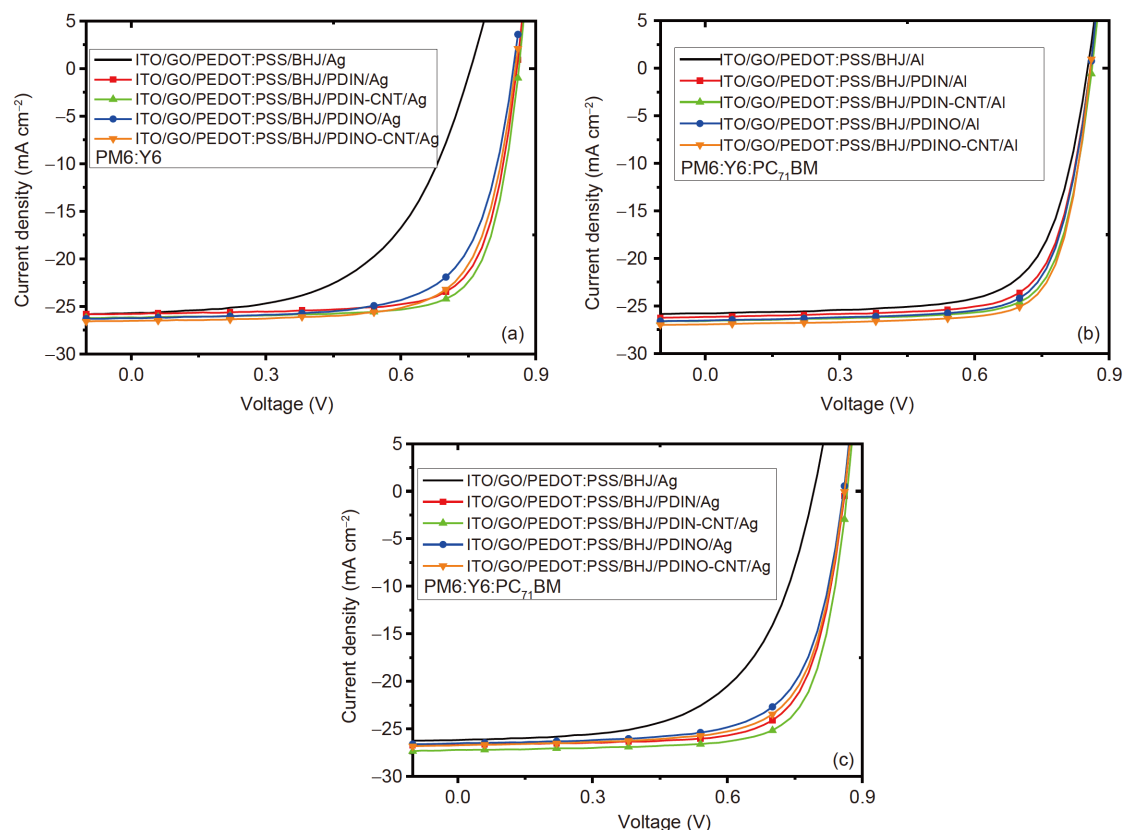 5
0
−5
−10
−15
−20
−25
−30
Current density (mA cm⁻²)
ITO/GO/PEDOT:PSS/BHJ/Ag
ITO/GO/PEDOT:PSS/BHJ/PDIN/Ag
ITO/GO/PEDOT:PSS/BHJ/PDIN-CNT/Ag
ITO/GO/PEDOT:PSS/BHJ/PDINO/Ag
ITO/GO/PEDOT:PSS/BHJ/PDINO-CNT/Ag
PM6:Y6
(a)
0.0 0.3 0.6 0.9
Voltage (V)
5
0
−5
−10
−15
−20
−25
−30
Current density (mA cm⁻²)
ITO/GO/PEDOT:PSS/BHJ/Al
ITO/GO/PEDOT:PSS/BHJ/PDIN/Al
ITO/GO/PEDOT:PSS/BHJ/PDIN-CNT/Al
ITO/GO/PEDOT:PSS/BHJ/PDINO/Al
ITO/GO/PEDOT:PSS/BHJ/PDINO-CNT/Al
PM6:Y6:PC₇₁BM
(b)
0.0 0.3 0.6 0.9
Voltage (V)
5
0
−5
−10
−15
−20
−25
−30
Current density (mA cm⁻²)
ITO/GO/PEDOT:PSS/BHJ/Ag
ITO/GO/PEDOT:PSS/BHJ/PDIN/Ag
ITO/GO/PEDOT:PSS/BHJ/PDIN-CNT/Ag
ITO/GO/PEDOT:PSS/BHJ/PDINO/Ag
ITO/GO/PEDOT:PSS/BHJ/PDINO-CNT/Ag
PM6:Y6:PC₇₁BM
(c)
0.0 0.3 0.6 0.9
Voltage (V)